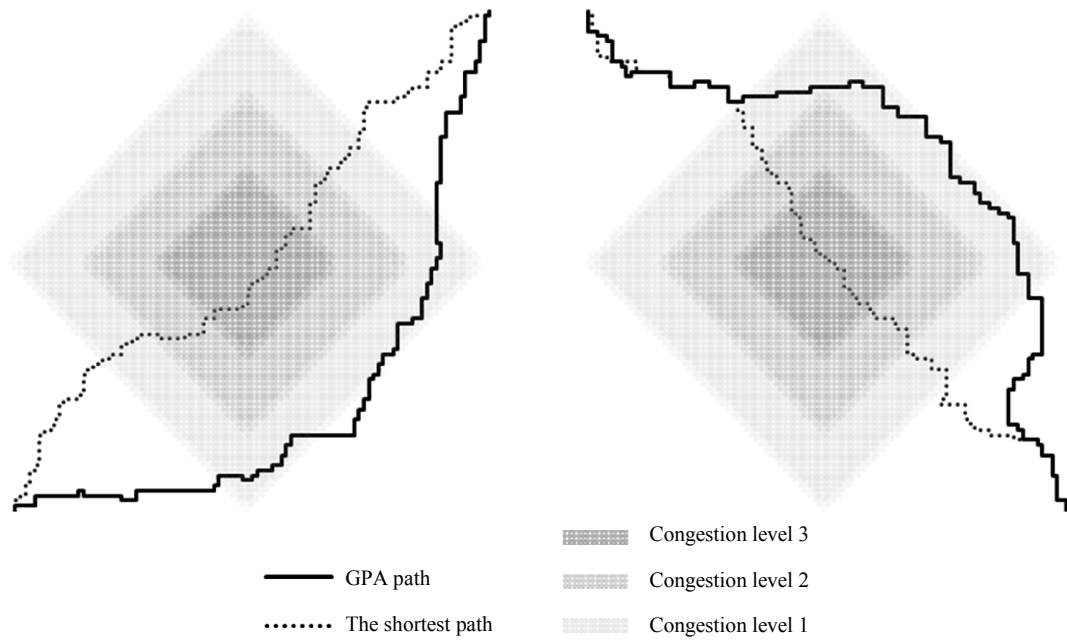 Congestion level 3
GPA path
Congestion level 2
The shortest path
Congestion level 1